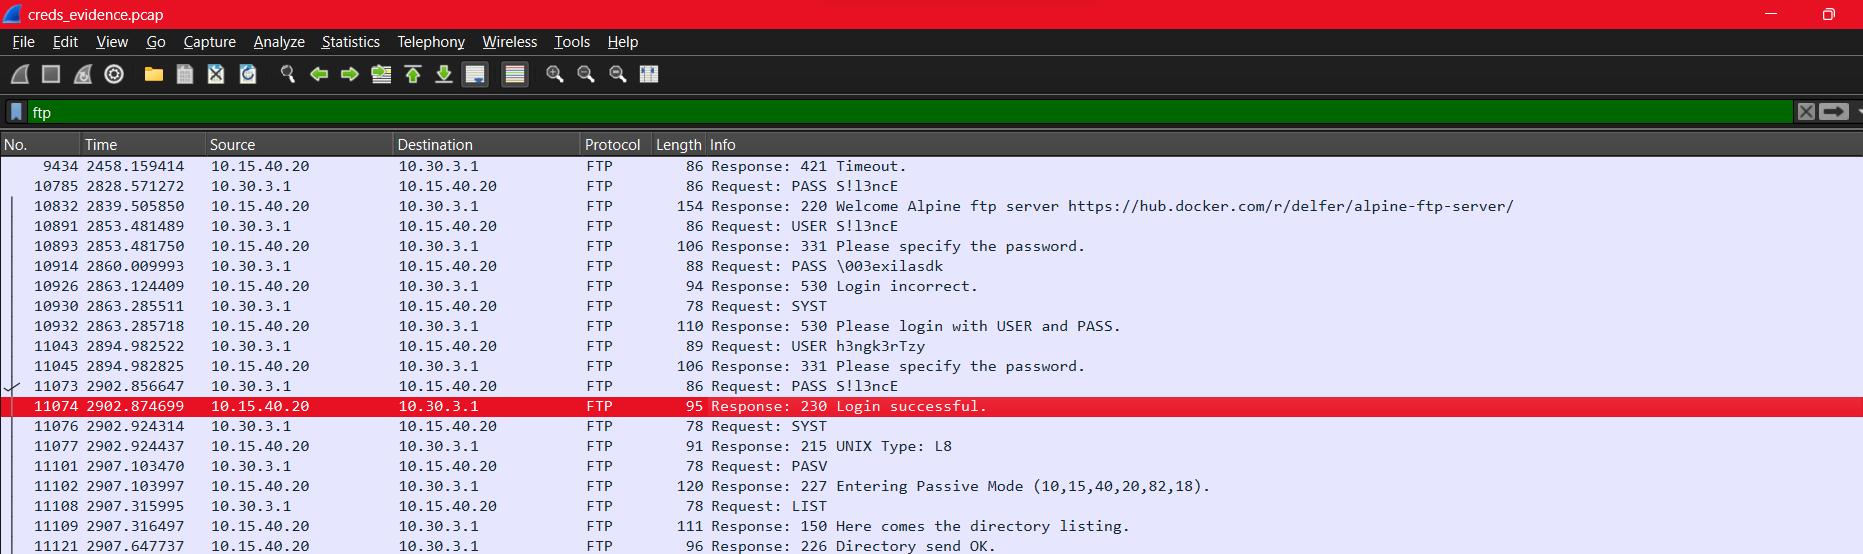 creds_evidence.pcap
File Edit View Go Capture Analyze Statistics Telephony Wireless Tools Help
ftp
No. Time Source Destination Protocol Length Info
9434 2458.159414 10.15.40.20 10.30.3.1 FTP 86 Response: 421 Timeout.
10785 2828.571272 10.30.3.1 10.15.40.20 FTP 86 Request: PASS S!l3ncE
10832 2839.505850 10.15.40.20 10.30.3.1 FTP 154 Response: 220 Welcome Alpine ftp server https://hub.docker.com/r/delfer/alpine-ftp-server/
10891 2853.481489 10.30.3.1 10.15.40.20 FTP 86 Request: USER S!l3ncE
10893 2853.481750 10.15.40.20 10.30.3.1 FTP 106 Response: 331 Please specify the password.
10914 2860.009993 10.30.3.1 10.15.40.20 FTP 88 Request: PASS \003exilasdk
10926 2863.124409 10.15.40.20 10.30.3.1 FTP 94 Response: 530 Login incorrect.
10930 2863.285511 10.30.3.1 10.15.40.20 FTP 78 Request: SYST
10932 2863.285718 10.15.40.20 10.30.3.1 FTP 110 Response: 530 Please login with USER and PASS.
11043 2894.982522 10.30.3.1 10.15.40.20 FTP 89 Request: USER h3ngk3rTzy
11045 2894.982825 10.15.40.20 10.30.3.1 FTP 106 Response: 331 Please specify the password.
11073 2902.856647 10.30.3.1 10.15.40.20 FTP 86 Request: PASS S!l3ncE
11074 2902.874699 10.15.40.20 10.30.3.1 FTP 95 Response: 230 Login successful.
11076 2902.924314 10.30.3.1 10.15.40.20 FTP 78 Request: SYST
11077 2902.924437 10.15.40.20 10.30.3.1 FTP 91 Response: 215 UNIX Type: L8
11101 2907.103470 10.30.3.1 10.15.40.20 FTP 78 Request: PASV
11102 2907.103997 10.15.40.20 10.30.3.1 FTP 120 Response: 227 Entering Passive Mode (10,15,40,20,82,18).
11108 2907.315995 10.30.3.1 10.15.40.20 FTP 78 Request: LIST
11109 2907.316497 10.15.40.20 10.30.3.1 FTP 111 Response: 150 Here comes the directory listing.
11121 2907.647737 10.15.40.20 10.30.3.1 FTP 96 Response: 226 Directory send OK.